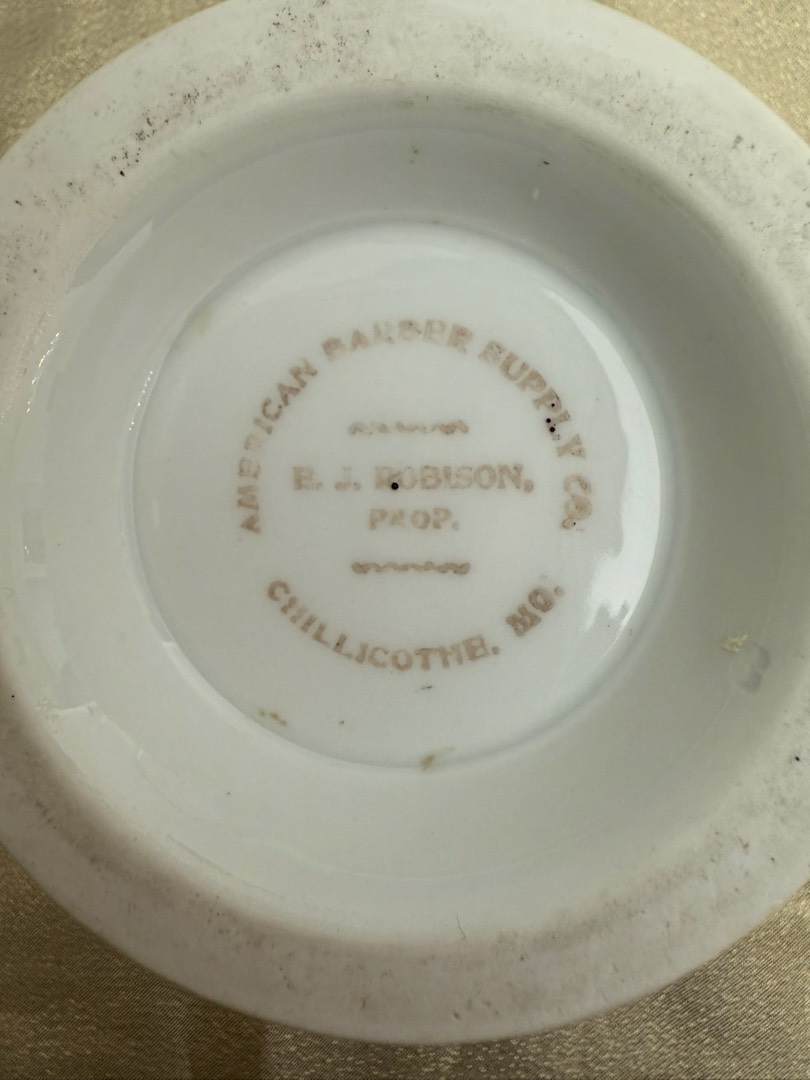 AMERICAN BARBER SUPPLY CO.
E. J. ROBISON,
PROP.
CHILLICOTHE, MO.